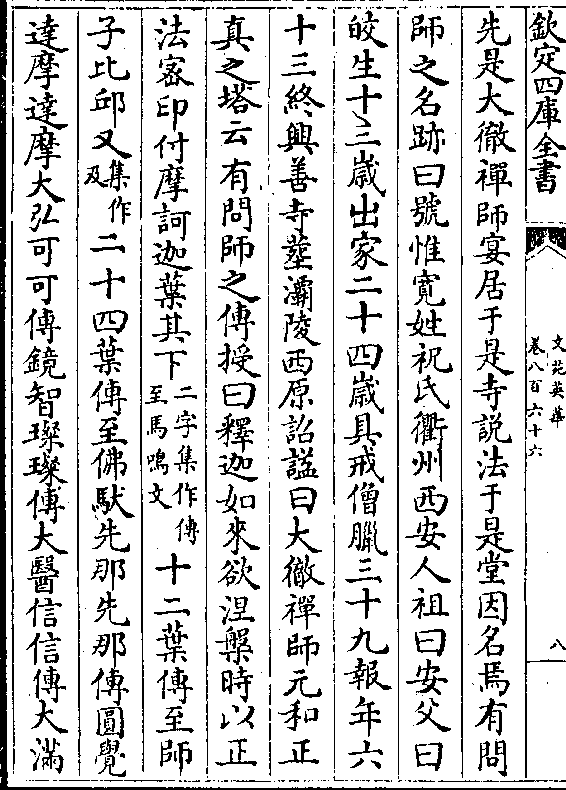 欽定四庫全書
文苑英華
卷八百六十六
八
先是大徹禪師宴居于是寺説法于是堂因名焉有問
師之名跡曰號惟寛姓祝氏衢州西安人祖曰安父曰
皎生十三歳出家二十四歳具戒僧臘三十九報年六
十三終興善寺塟灞陵西原詔諡曰大徹禪師元和正
真之塔云有問師之傳授曰釋迦如來欲涅槃時以正
法宻印付摩訶迦葉其下二字集作傳至馬鳴文十二葉傳至師
子比邱又集作及二十四葉傳至佛馱先那先那傳圓覺
達摩達摩大弘可可傳鏡智璨璨傳大醫信信傳大滿